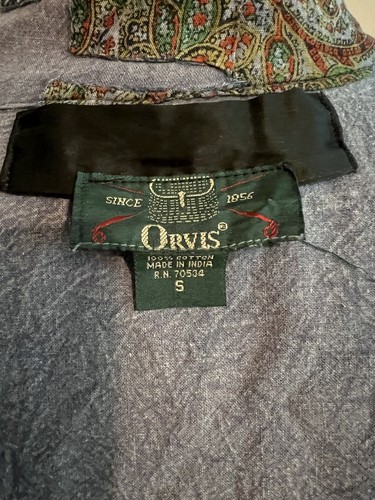 SINCE 1856
ORVIS®
100% COTTON
MADE IN INDIA
R.N. 70534
S